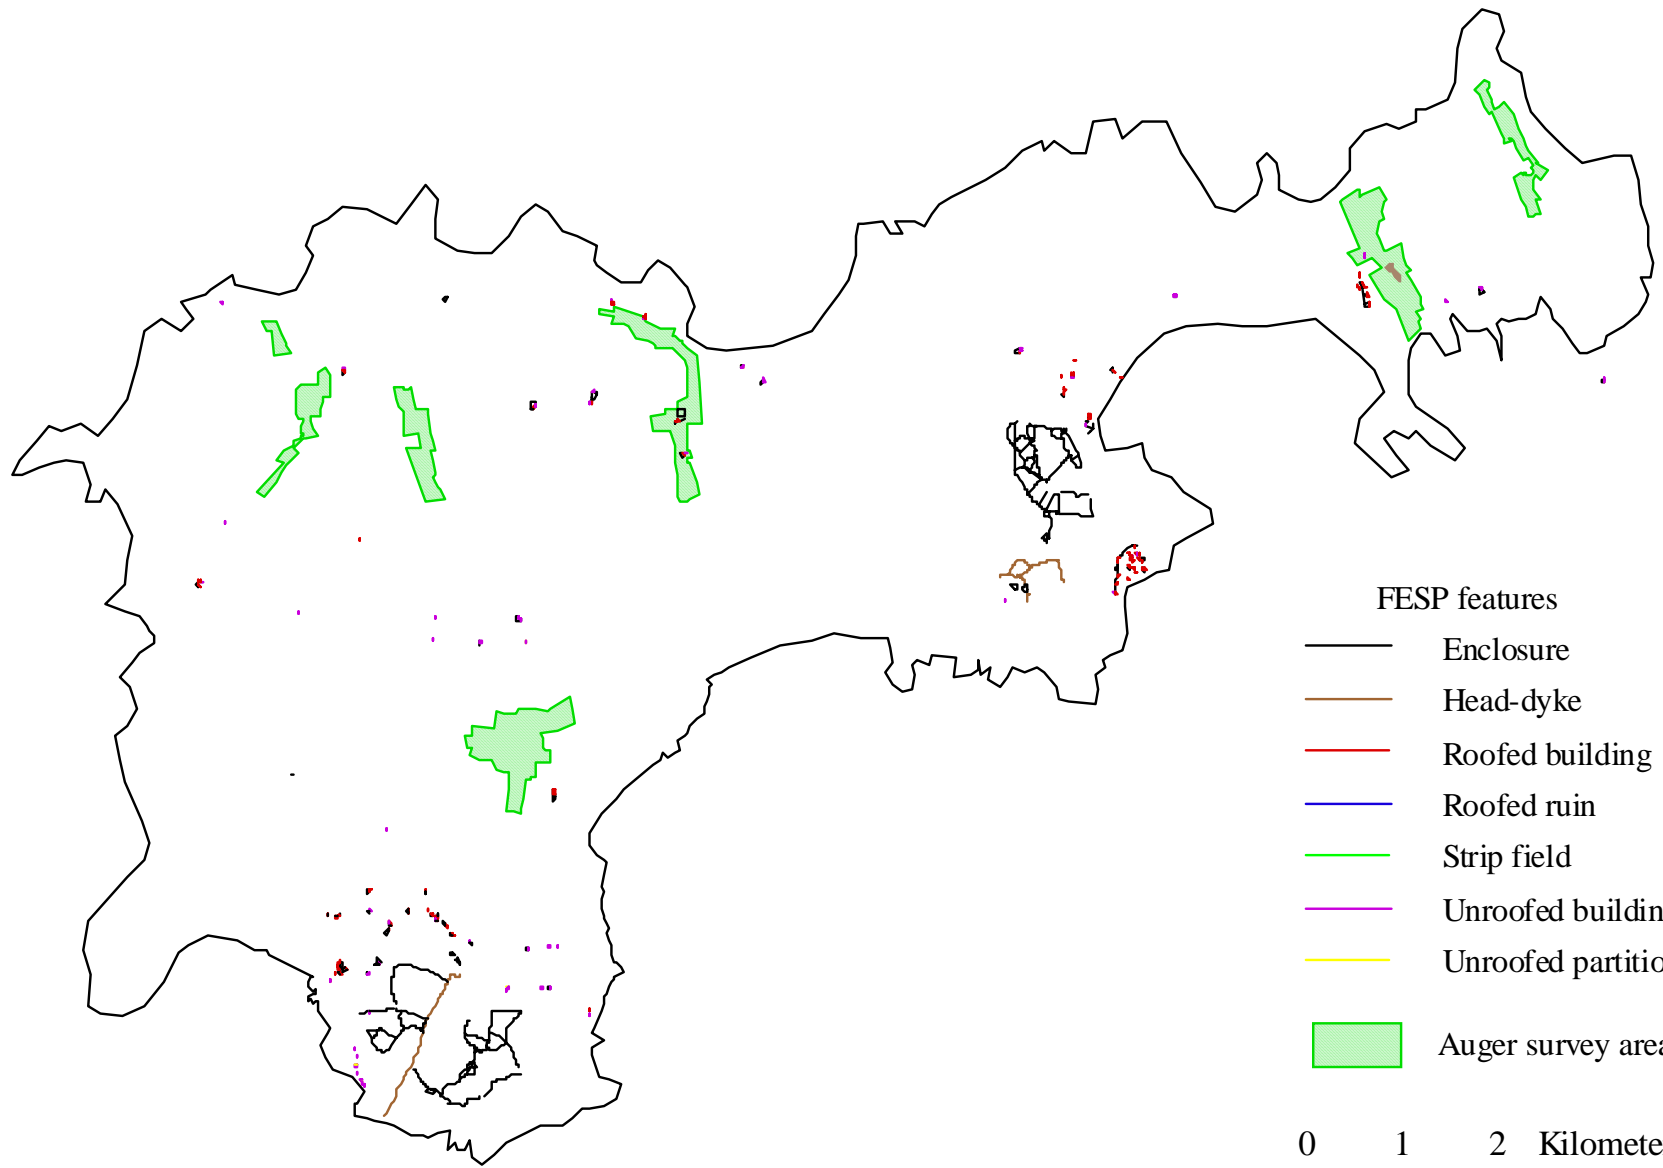 FESP features
Enclosure
Head-dyke
Roofed building
Roofed ruin
Strip field
Unroofed buildin
Unroofed partitio
Auger survey area
0 1 2 Kilomete